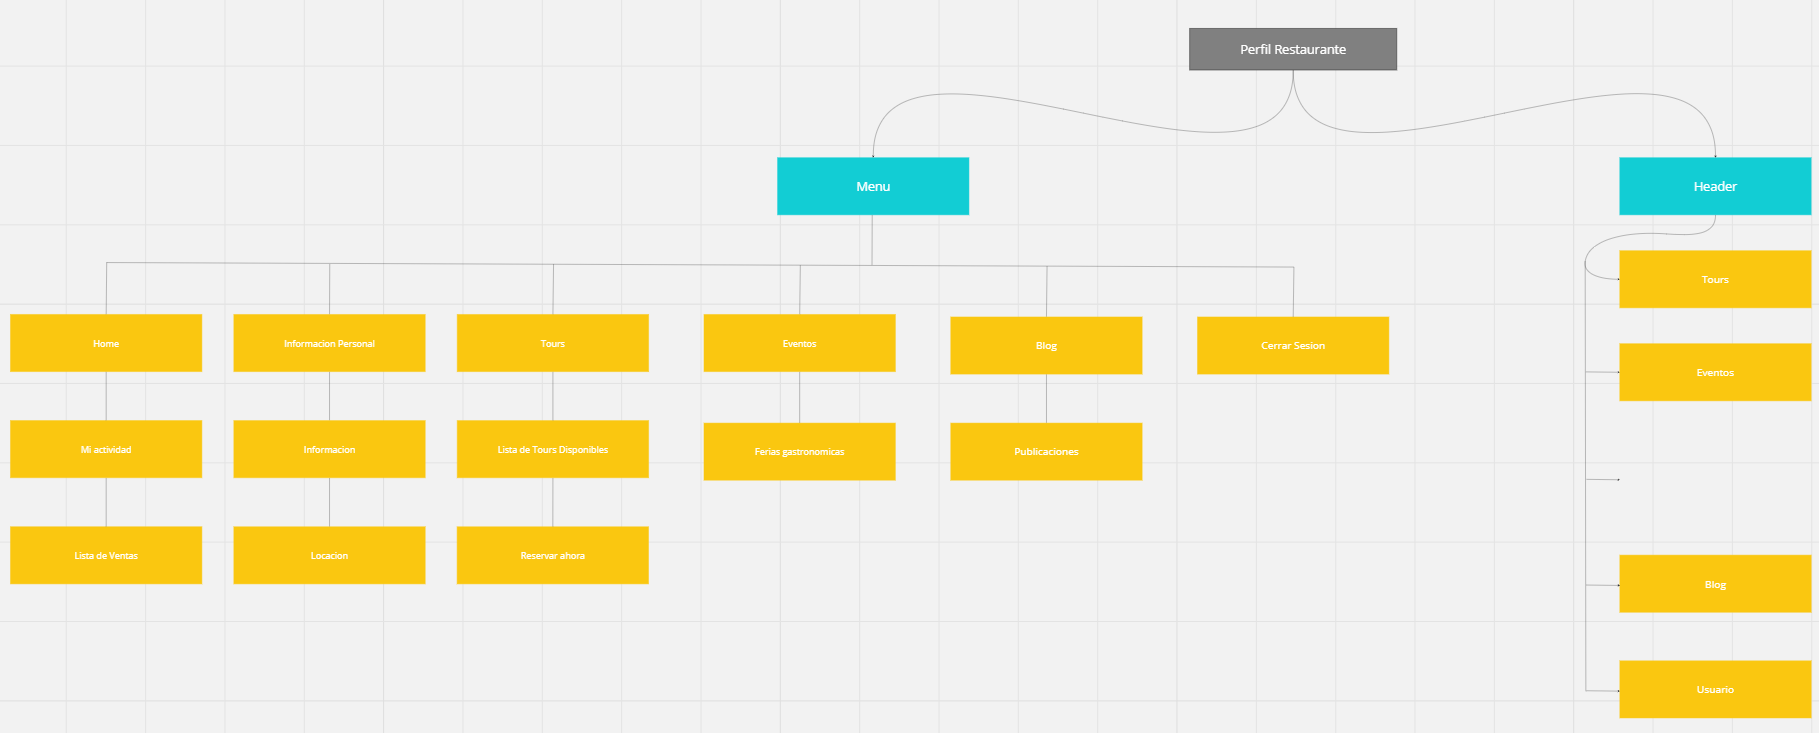 Perfil Restaurante
Menu
Header
Tours
Home
Informacion Personal
Tours
Eventos
Blog
Cerrar Sesion
Eventos
Mi actividad
Informacion
Lista de Tours Disponibles
Ferias gastronomicas
Publicaciones
Lista de Ventas
Locacion
Reservar ahora
Blog
Usuario